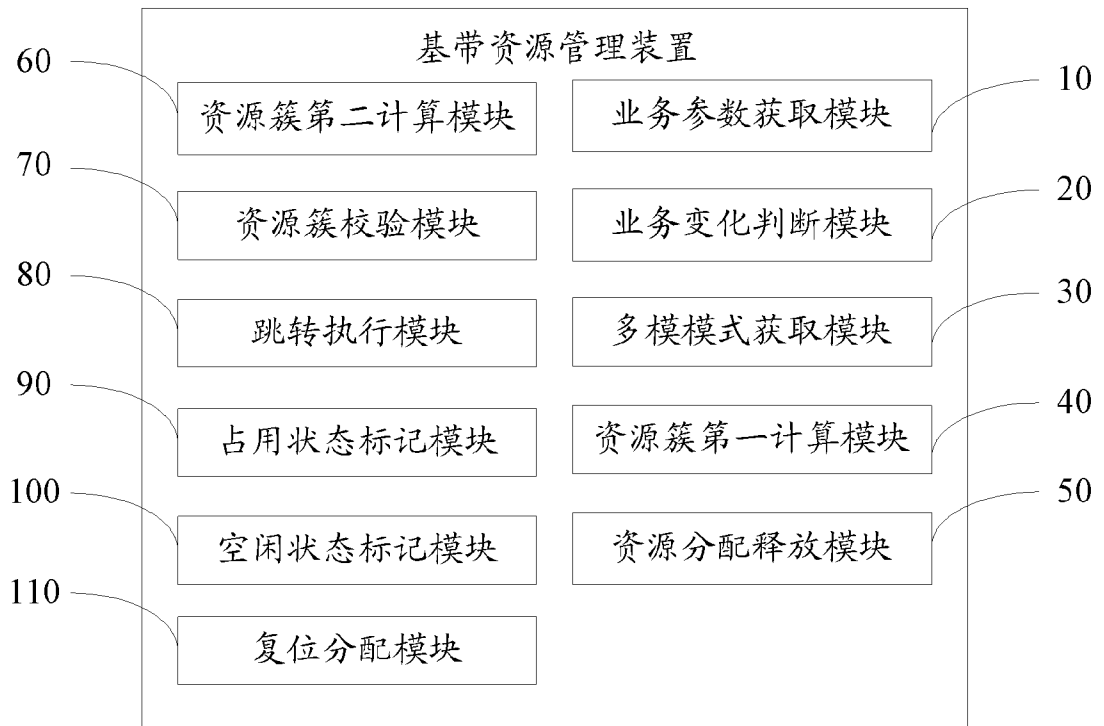 基带资源管理装置
60
资源簇第二计算模块
业务参数获取模块
10
70
资源簇校验模块
业务变化判断模块
20
80
跳转执行模块
多模模式获取模块
30
90
占用状态标记模块
资源簇第一计算模块
40
100
空闲状态标记模块
资源分配释放模块
50
110
复位分配模块